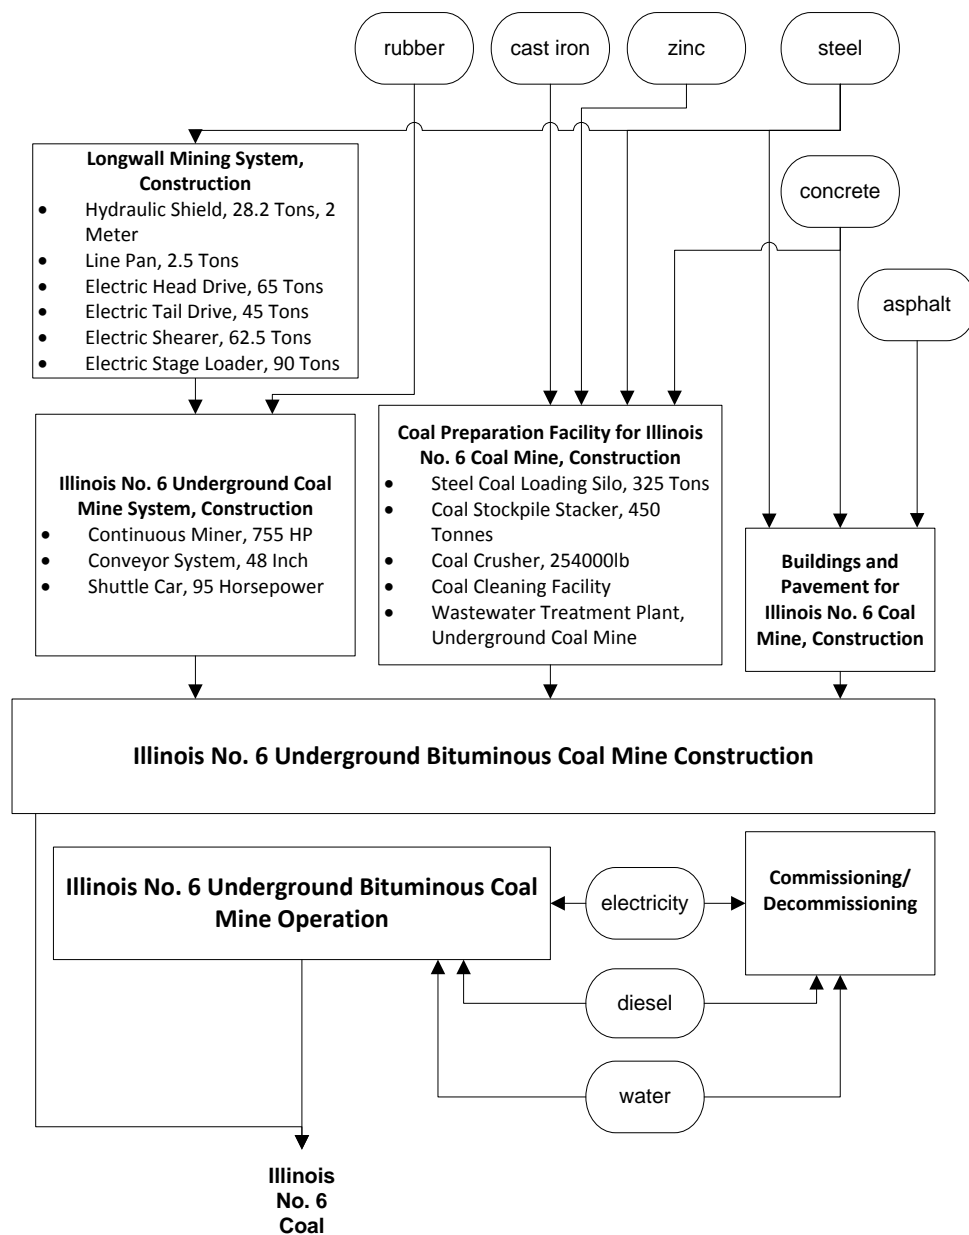 rubber
cast iron
zinc
steel
Longwall Mining System,
Construction
• Hydraulic Shield, 28.2 Tons, 2
Meter
• Line Pan, 2.5 Tons
• Electric Head Drive, 65 Tons
• Electric Tail Drive, 45 Tons
• Electric Shearer, 62.5 Tons
• Electric Stage Loader, 90 Tons
concrete
asphalt
Illinois No. 6 Underground Coal
Mine System, Construction
• Continuous Miner, 755 HP
• Conveyor System, 48 Inch
• Shuttle Car, 95 Horsepower
Coal Preparation Facility for Illinois
No. 6 Coal Mine, Construction
• Steel Coal Loading Silo, 325 Tons
• Coal Stockpile Stacker, 450
Tonnes
• Coal Crusher, 254000lb
• Coal Cleaning Facility
• Wastewater Treatment Plant,
Underground Coal Mine
Buildings and
Pavement for
Illinois No. 6 Coal
Mine, Construction
Illinois No. 6 Underground Bituminous Coal Mine Construction
Illinois No. 6 Underground Bituminous Coal
Mine Operation
electricity
Commissioning/
Decommissioning
diesel
water
Illinois
No. 6
Coal